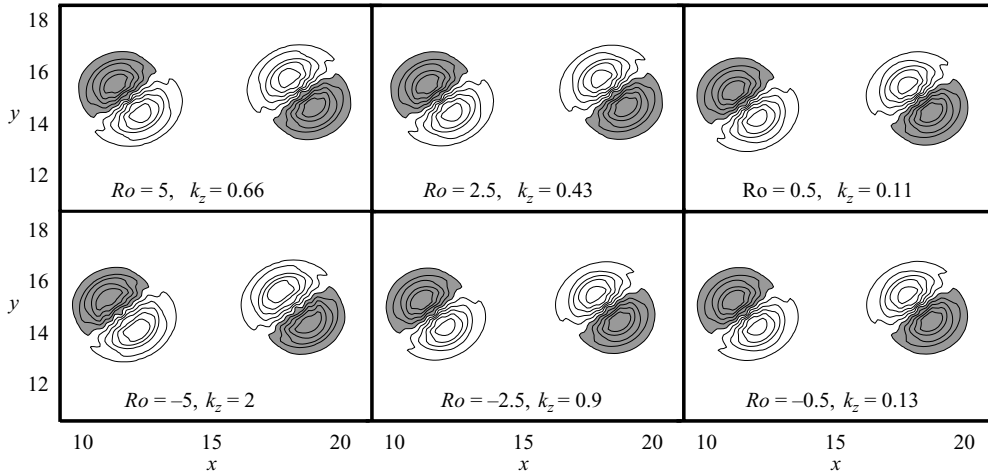 18
16
y
14
12
Ro = 5, k_z = 0.66
Ro = 2.5, k_z = 0.43
Ro = 0.5, k_z = 0.11
18
16
y
14
12
Ro = –5, k_z = 2
Ro = –2.5, k_z = 0.9
Ro = –0.5, k_z = 0.13
10 15 20 10 15 20 10 15 20
x x x